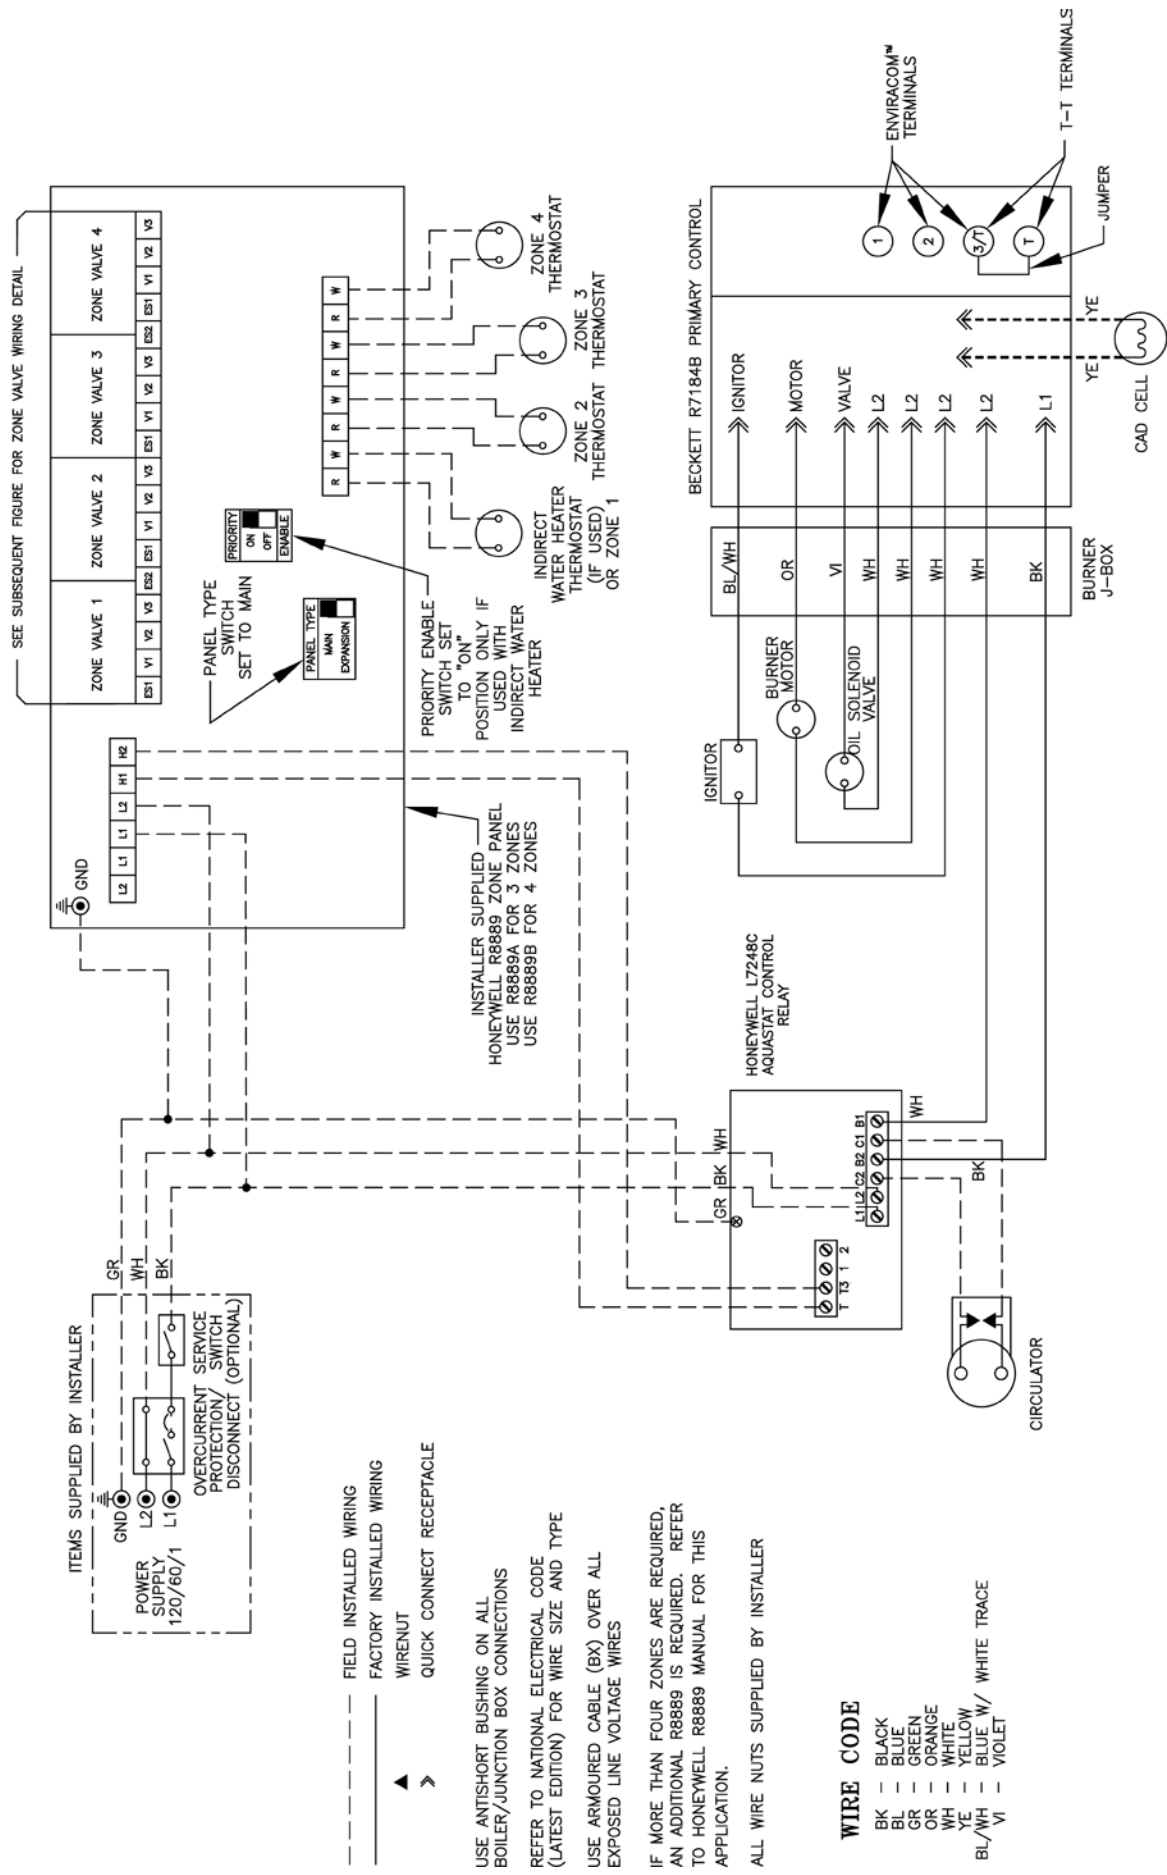 SEE SUBSEQUENT FIGURE FOR ZONE VALVE WIRING DETAIL
ZONE VALVE 1
ZONE VALVE 2
ZONE VALVE 3
ZONE VALVE 4
ES1 V1 V2 V3 ES2 ES1 V1 V2 V3 ES1 V1 V2 V3 ES2 ES1 V1 V2 V3
GND
L2 L1 L1 L2 H1 H2
PANEL TYPE
SWITCH
SET TO MAIN
PANEL TYPE
MAIN
EXPANSION
PRIORITY
ON
OFF
ENABLE
PRIORITY ENABLE
SWITCH SET
TO "ON"
POSITION ONLY IF
USED WITH
INDIRECT WATER
HEATER
R W R W R W R W
INDIRECT
WATER HEATER
THERMOSTAT
(IF USED)
OR ZONE 1
ZONE 2
THERMOSTAT
ZONE 3
THERMOSTAT
ZONE 4
THERMOSTAT
INSTALLER SUPPLIED
HONEYWELL R8889 ZONE PANEL
USE R8889A FOR 3 ZONES
USE R8889B FOR 4 ZONES
ITEMS SUPPLIED BY INSTALLER
GND
L2
L1
POWER
SUPPLY
120/60/1
OVERCURRENT
PROTECTION/
DISCONNECT
SERVICE
SWITCH
(OPTIONAL)
GR
WH
BK
GR
BK
WH
HONEYWELL L7248C
AQUASTAT CONTROL
RELAY
T T3 1 2
L1 L2 C2 B2 C1 B1
WH
BK
CIRCULATOR
IGNITOR
BURNER
MOTOR
OIL SOLENOID
VALVE
BL/WH
OR
VI
WH
WH
WH
WH
BK
BURNER
J-BOX
BECKETT R7184B PRIMARY CONTROL
IGNITOR
MOTOR
VALVE
L2
L2
L2
L2
L1
YE
YE
CAD CELL
1
2
3/T
T
ENVIRACOM™
TERMINALS
T-T TERMINALS
JUMPER
FIELD INSTALLED WIRING
FACTORY INSTALLED WIRING
WIRENUT
QUICK CONNECT RECEPTACLE
USE ANTISHORT BUSHING ON ALL
BOILER/JUNCTION BOX CONNECTIONS
REFER TO NATIONAL ELECTRICAL CODE
(LATEST EDITION) FOR WIRE SIZE AND TYPE
USE ARMOURED CABLE (BX) OVER ALL
EXPOSED LINE VOLTAGE WIRES
IF MORE THAN FOUR ZONES ARE REQUIRED,
AN ADDITIONAL R8889 IS REQUIRED. REFER
TO HONEYWELL R8889 MANUAL FOR THIS
APPLICATION.
ALL WIRE NUTS SUPPLIED BY INSTALLER
WIRE CODE
BK – BLACK
BL – BLUE
GR – GREEN
OR – ORANGE
WH – WHITE
YE – YELLOW
BL/WH – BLUE W/ WHITE TRACE
VI – VIOLET